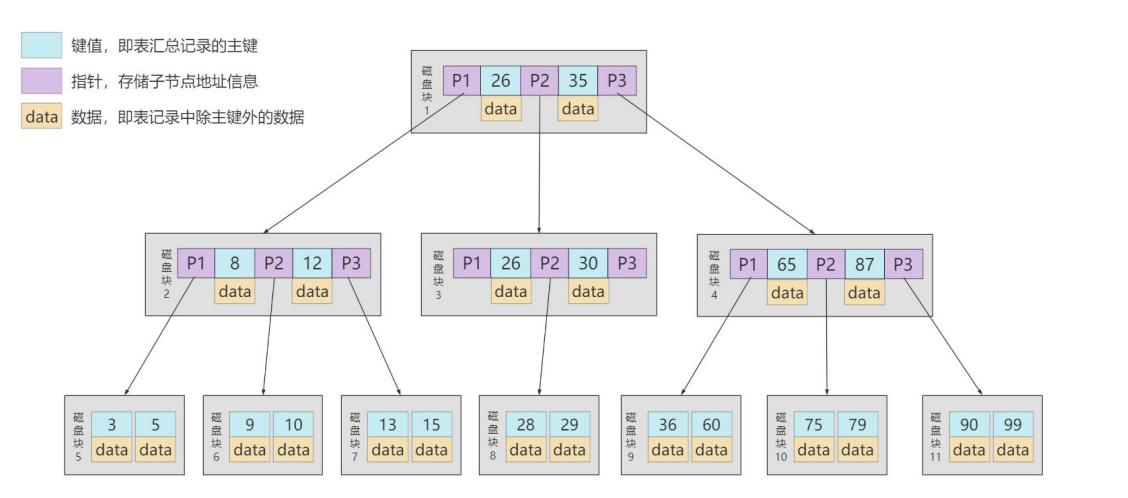 键值，即表汇总记录的主键
指针，存储子节点地址信息
data 数据，即表记录中除主键外的数据
磁盘块1
P1 26 P2 35 P3
data data
磁盘块2
P1 8 P2 12 P3
data data
磁盘块3
P1 26 P2 30 P3
data data
磁盘块4
P1 65 P2 87 P3
data data
磁盘块5
3 5
data data
磁盘块6
9 10
data data
磁盘块7
13 15
data data
磁盘块8
28 29
data data
磁盘块9
36 60
data data
磁盘块10
75 79
data data
磁盘块11
90 99
data data